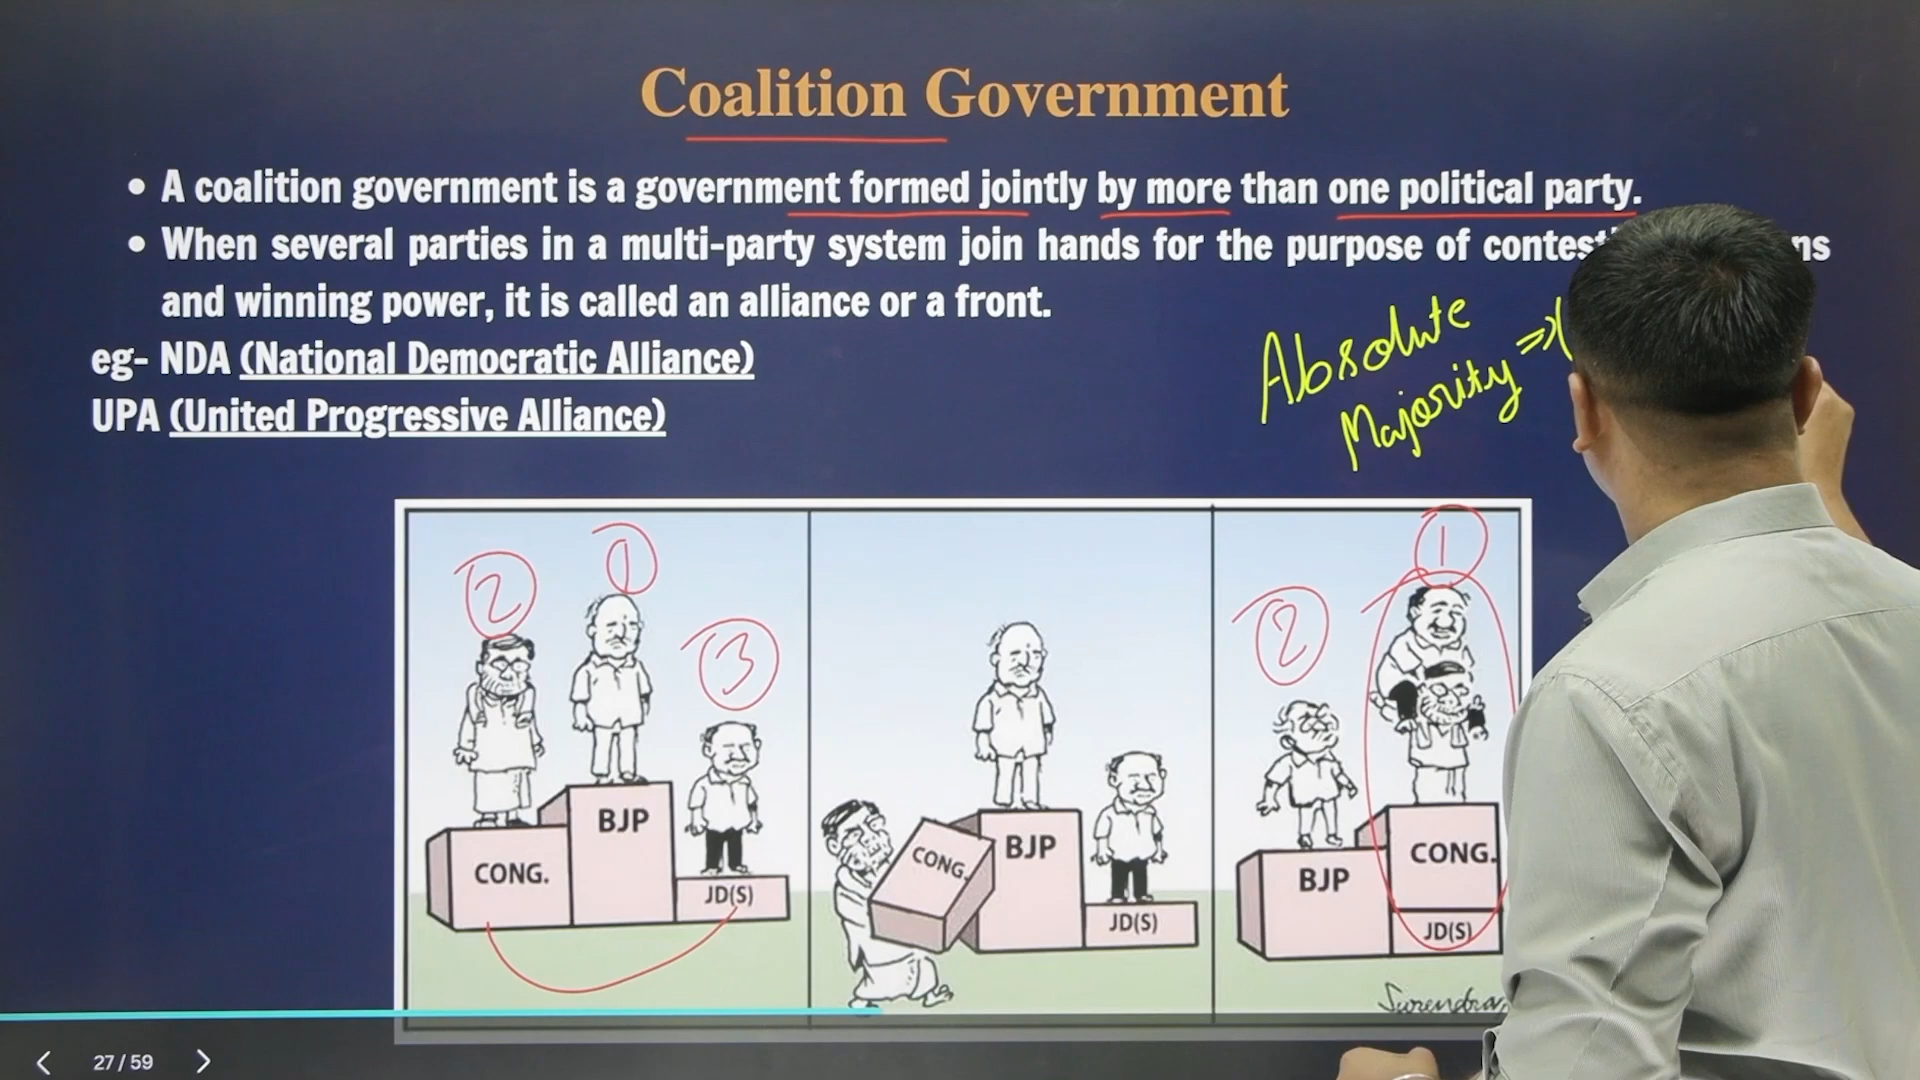 Coalition Government
• A coalition government is a government formed jointly by more than one political party.
• When several parties in a multi-party system join hands for the purpose of
and winning power, it is called an alliance or a front.
eg- NDA (National Democratic Alliance)
UPA (United Progressive Alliance)
Absolute
Majority =>
2
1
3
CONG.
BJP
JD(S)
CONG.
BJP
JD(S)
2
1
BJP
CONG.
JD(S)
Surendra
27 / 59